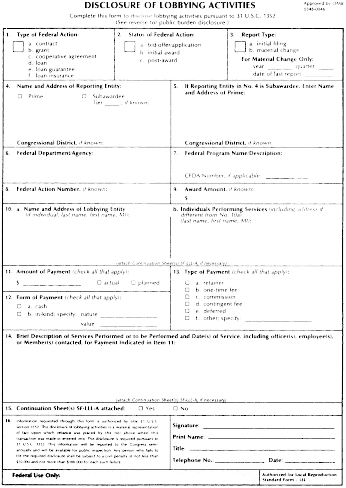 DISCLOSURE OF LOBBYING ACTIVITIES
Approved by OMB
0348-0046
Complete this form to disclose lobbying activities pursuant to 31 U.S.C. 1352
(See reverse for public burden disclosure.)
1. Type of Federal Action:
a. contract
b. grant
c. cooperative agreement
d. loan
e. loan guarantee
f. loan insurance
2. Status of Federal Action:
a. bid/offer/application
b. initial award
c. post-award
3. Report Type:
a. initial filing
b. material change
For Material Change Only:
year ______ quarter ______
date of last report ______
4. Name and Address of Reporting Entity:
□ Prime □ Subawardee
Tier ______, if known:
Congressional District, if known:
5. If Reporting Entity in No. 4 is Subawardee, Enter Name
and Address of Prime:
Congressional District, if known:
6. Federal Department/Agency:
7. Federal Program Name/Description:
CFDA Number, if applicable: ______
8. Federal Action Number, if known:
9. Award Amount, if known:
$
10. a. Name and Address of Lobbying Entity
(if individual, last name, first name, MI):
b. Individuals Performing Services (including address if
different from No. 10a)
(last name, first name, MI):
(attach Continuation Sheet(s) SF-LLL-A, if necessary)
11. Amount of Payment (check all that apply):
$ ______ □ actual □ planned
12. Form of Payment (check all that apply):
□ a. cash
□ b. in-kind; specify: nature ______
value ______
13. Type of Payment (check all that apply):
□ a. retainer
□ b. one-time fee
□ c. commission
□ d. contingent fee
□ e. deferred
□ f. other; specify: ______
14. Brief Description of Services Performed or to be Performed and Date(s) of Service, including officer(s), employee(s),
or Member(s) contacted, for Payment Indicated in Item 11:
(attach Continuation Sheet(s) SF-LLL-A, if necessary)
15. Continuation Sheet(s) SF-LLL-A attached: □ Yes □ No
16. Information requested through this form is authorized by title 31 U.S.C.
section 1352. This disclosure of lobbying activities is a material representation
of fact upon which reliance was placed by the tier above when this
transaction was made or entered into. This disclosure is required pursuant to
31 U.S.C. 1352. This information will be reported to the Congress semi-
annually and will be available for public inspection. Any person who fails to
file the required disclosure shall be subject to a civil penalty of not less than
$10,000 and not more than $100,000 for each such failure.
Signature: ______
Print Name: ______
Title: ______
Telephone No.: ______ Date: ______
Federal Use Only:
Authorized for Local Reproduction
Standard Form - LLL